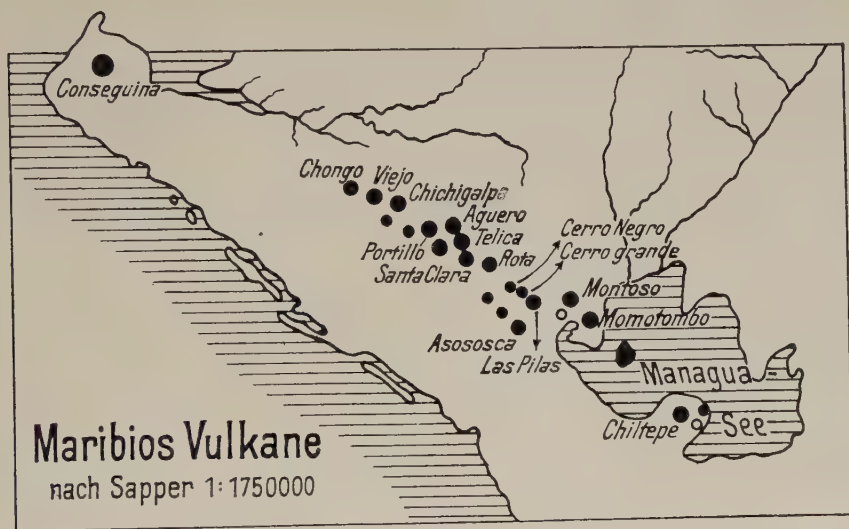 Conseguina
Chongo
Viejo
Chichigalpa
Aguero
Telica
Portillo
Santa Clara
Rota
Cerro Negro
Cerro grande
Montoso
Momotombo
Asososca
Las Pilas
Managua
See
Chiltepe
Maribios Vulkane
nach Sapper 1:1750000